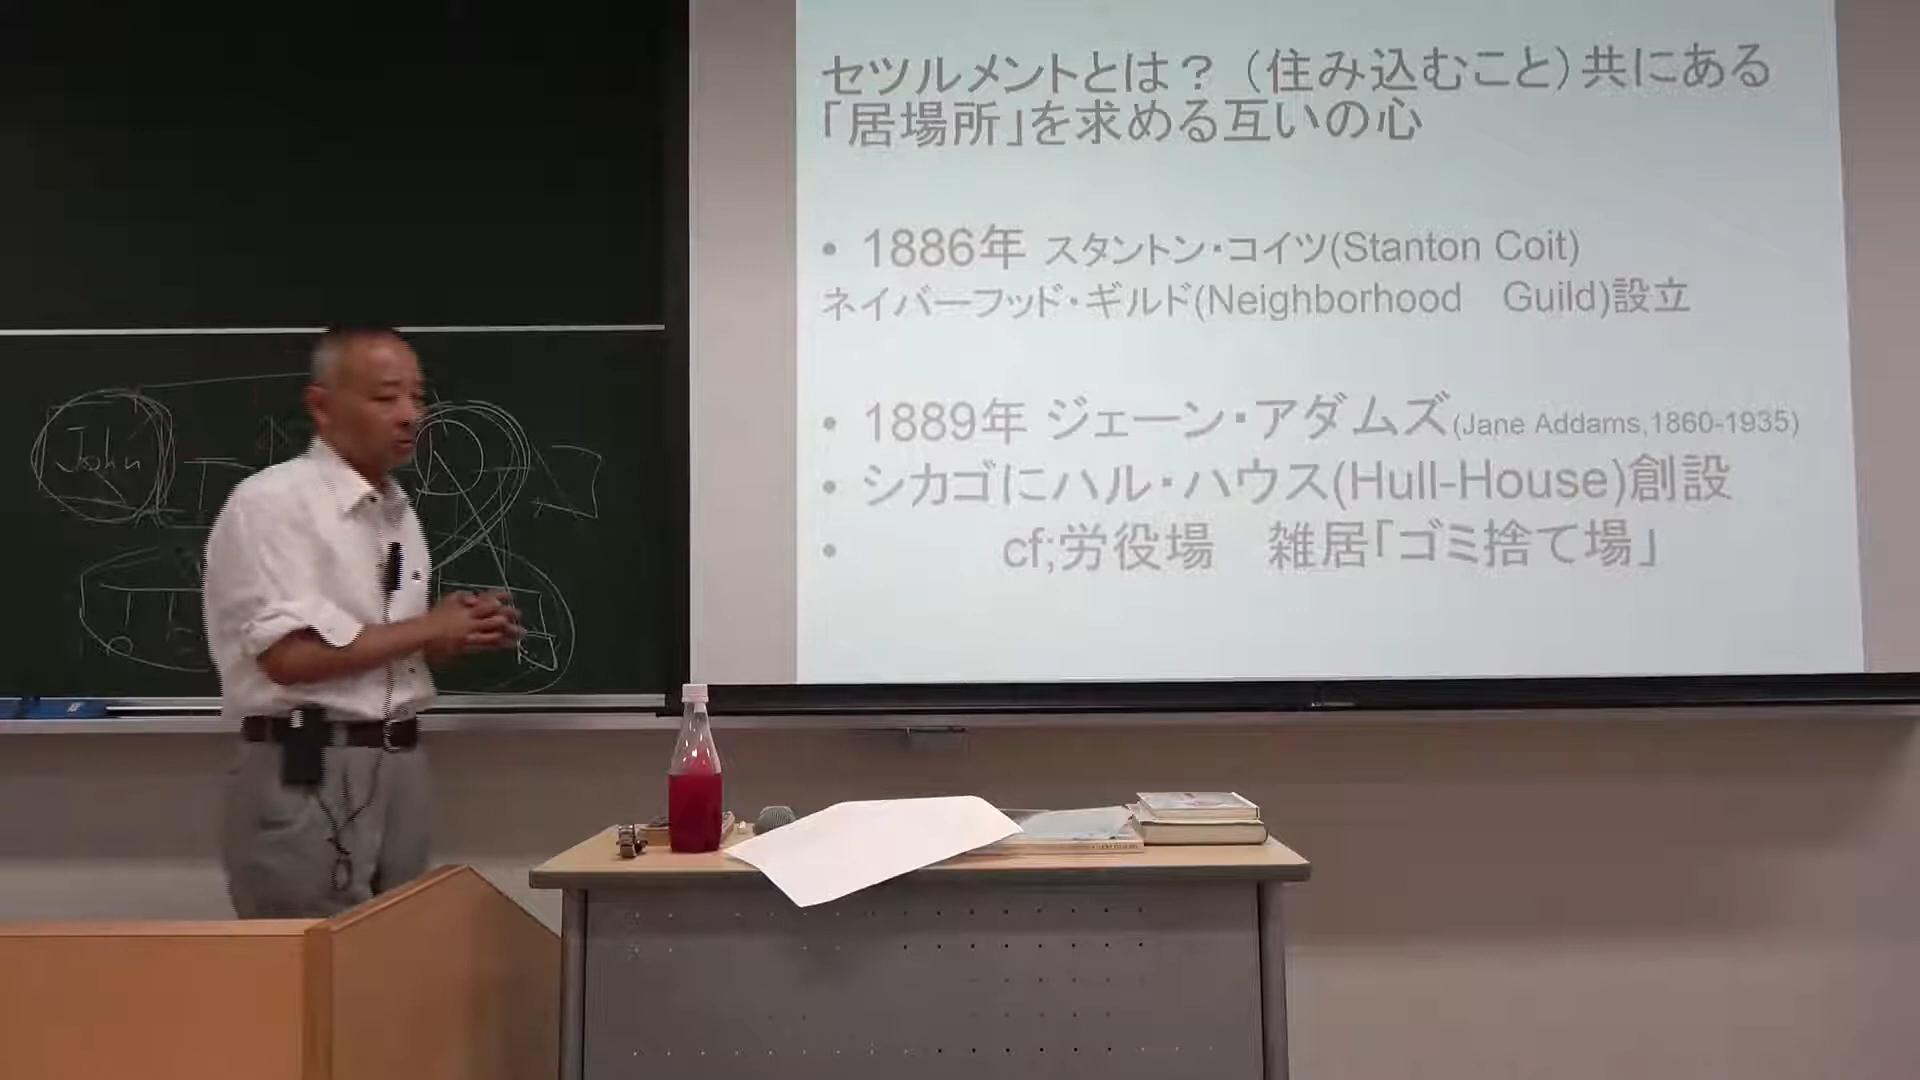 セツルメントとは?(住み込むこと)共にある
「居場所」を求める互いの心
• 1886年 スタントン・コイツ(Stanton Coit)
ネイバーフッド・ギルド(Neighborhood Guild)設立
• 1889年 ジェーン・アダムズ(Jane Addams,1860-1935)
• シカゴにハル・ハウス(Hull-House)創設
• cf;労役場 雑居「ゴミ捨て場」
John